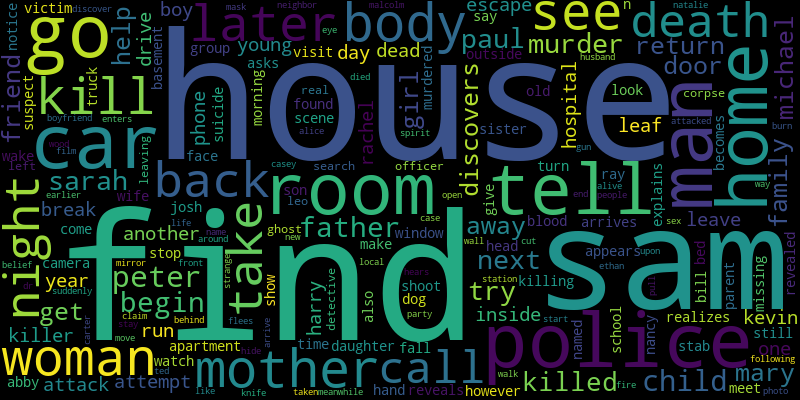 house
find
sam
go
later
body
see
death
kill
car
room
tell
man
home
police
woman
mother
call
night
take
back
father
begin
peter
sarah
paul
murder
return
door
michael
family
child
mary
killed
discovers
next
try
away
inside
leaf
leave
hospital
girl
young
day
dead
friend
help
drive
boy
victim
escape
say
n
visit
group
asks
phone
suicide
scene
real
found
murdered
rachel
outside
old
look
corpse
attacked
becomes
natalie
husband
neighbor
malcolm
mask
eye
discover
notice
suspect
truck
basement
boyfriend
enters
morning
died
alice
spirit
sister
gun
burn
wake
left
wood
film
leaving
face
casey
search
officer
turn
ray
alive
people
end
way
explains
give
open
son
leo
wife
josh
break
earlier
come
life
name
around
ghost
new
case
window
blood
arrives
sex
upon
another
camera
stop
mirror
front
stranger
make
wall
head
cut
appears
ethan
bed
parent
missing
revealed
belief
year
suddenly
show
harry
detective
local
also
shoot
dog
party
hears
station
killing
bill
get
claim
behind
run
stay
move
flees
killer
apartment
time
daughter
fall
start
named
school
nancy
realizes
kevin
still
stab
one
following
abby
attack
attempt
watch
carter
hide
arrive
hand
reveals
however
walk
fire
meet
photo
ted
like
knife
taken
meanwhile